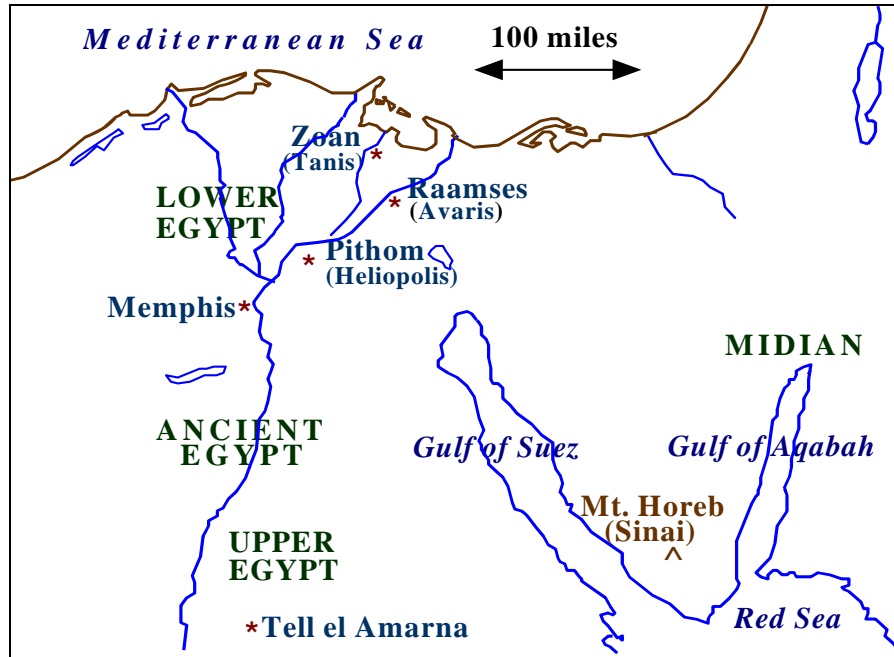 Mediterranean Sea
100 miles
Zoan
(Tanis)
LOWER
EGYPT
Raamses
(Avaris)
Pithom
(Heliopolis)
Memphis
MIDIAN
ANCIENT
EGYPT
Gulf of Suez
Gulf of Aqabah
Mt. Horeb
(Sinai)
UPPER
EGYPT
Tell el Amarna
Red Sea